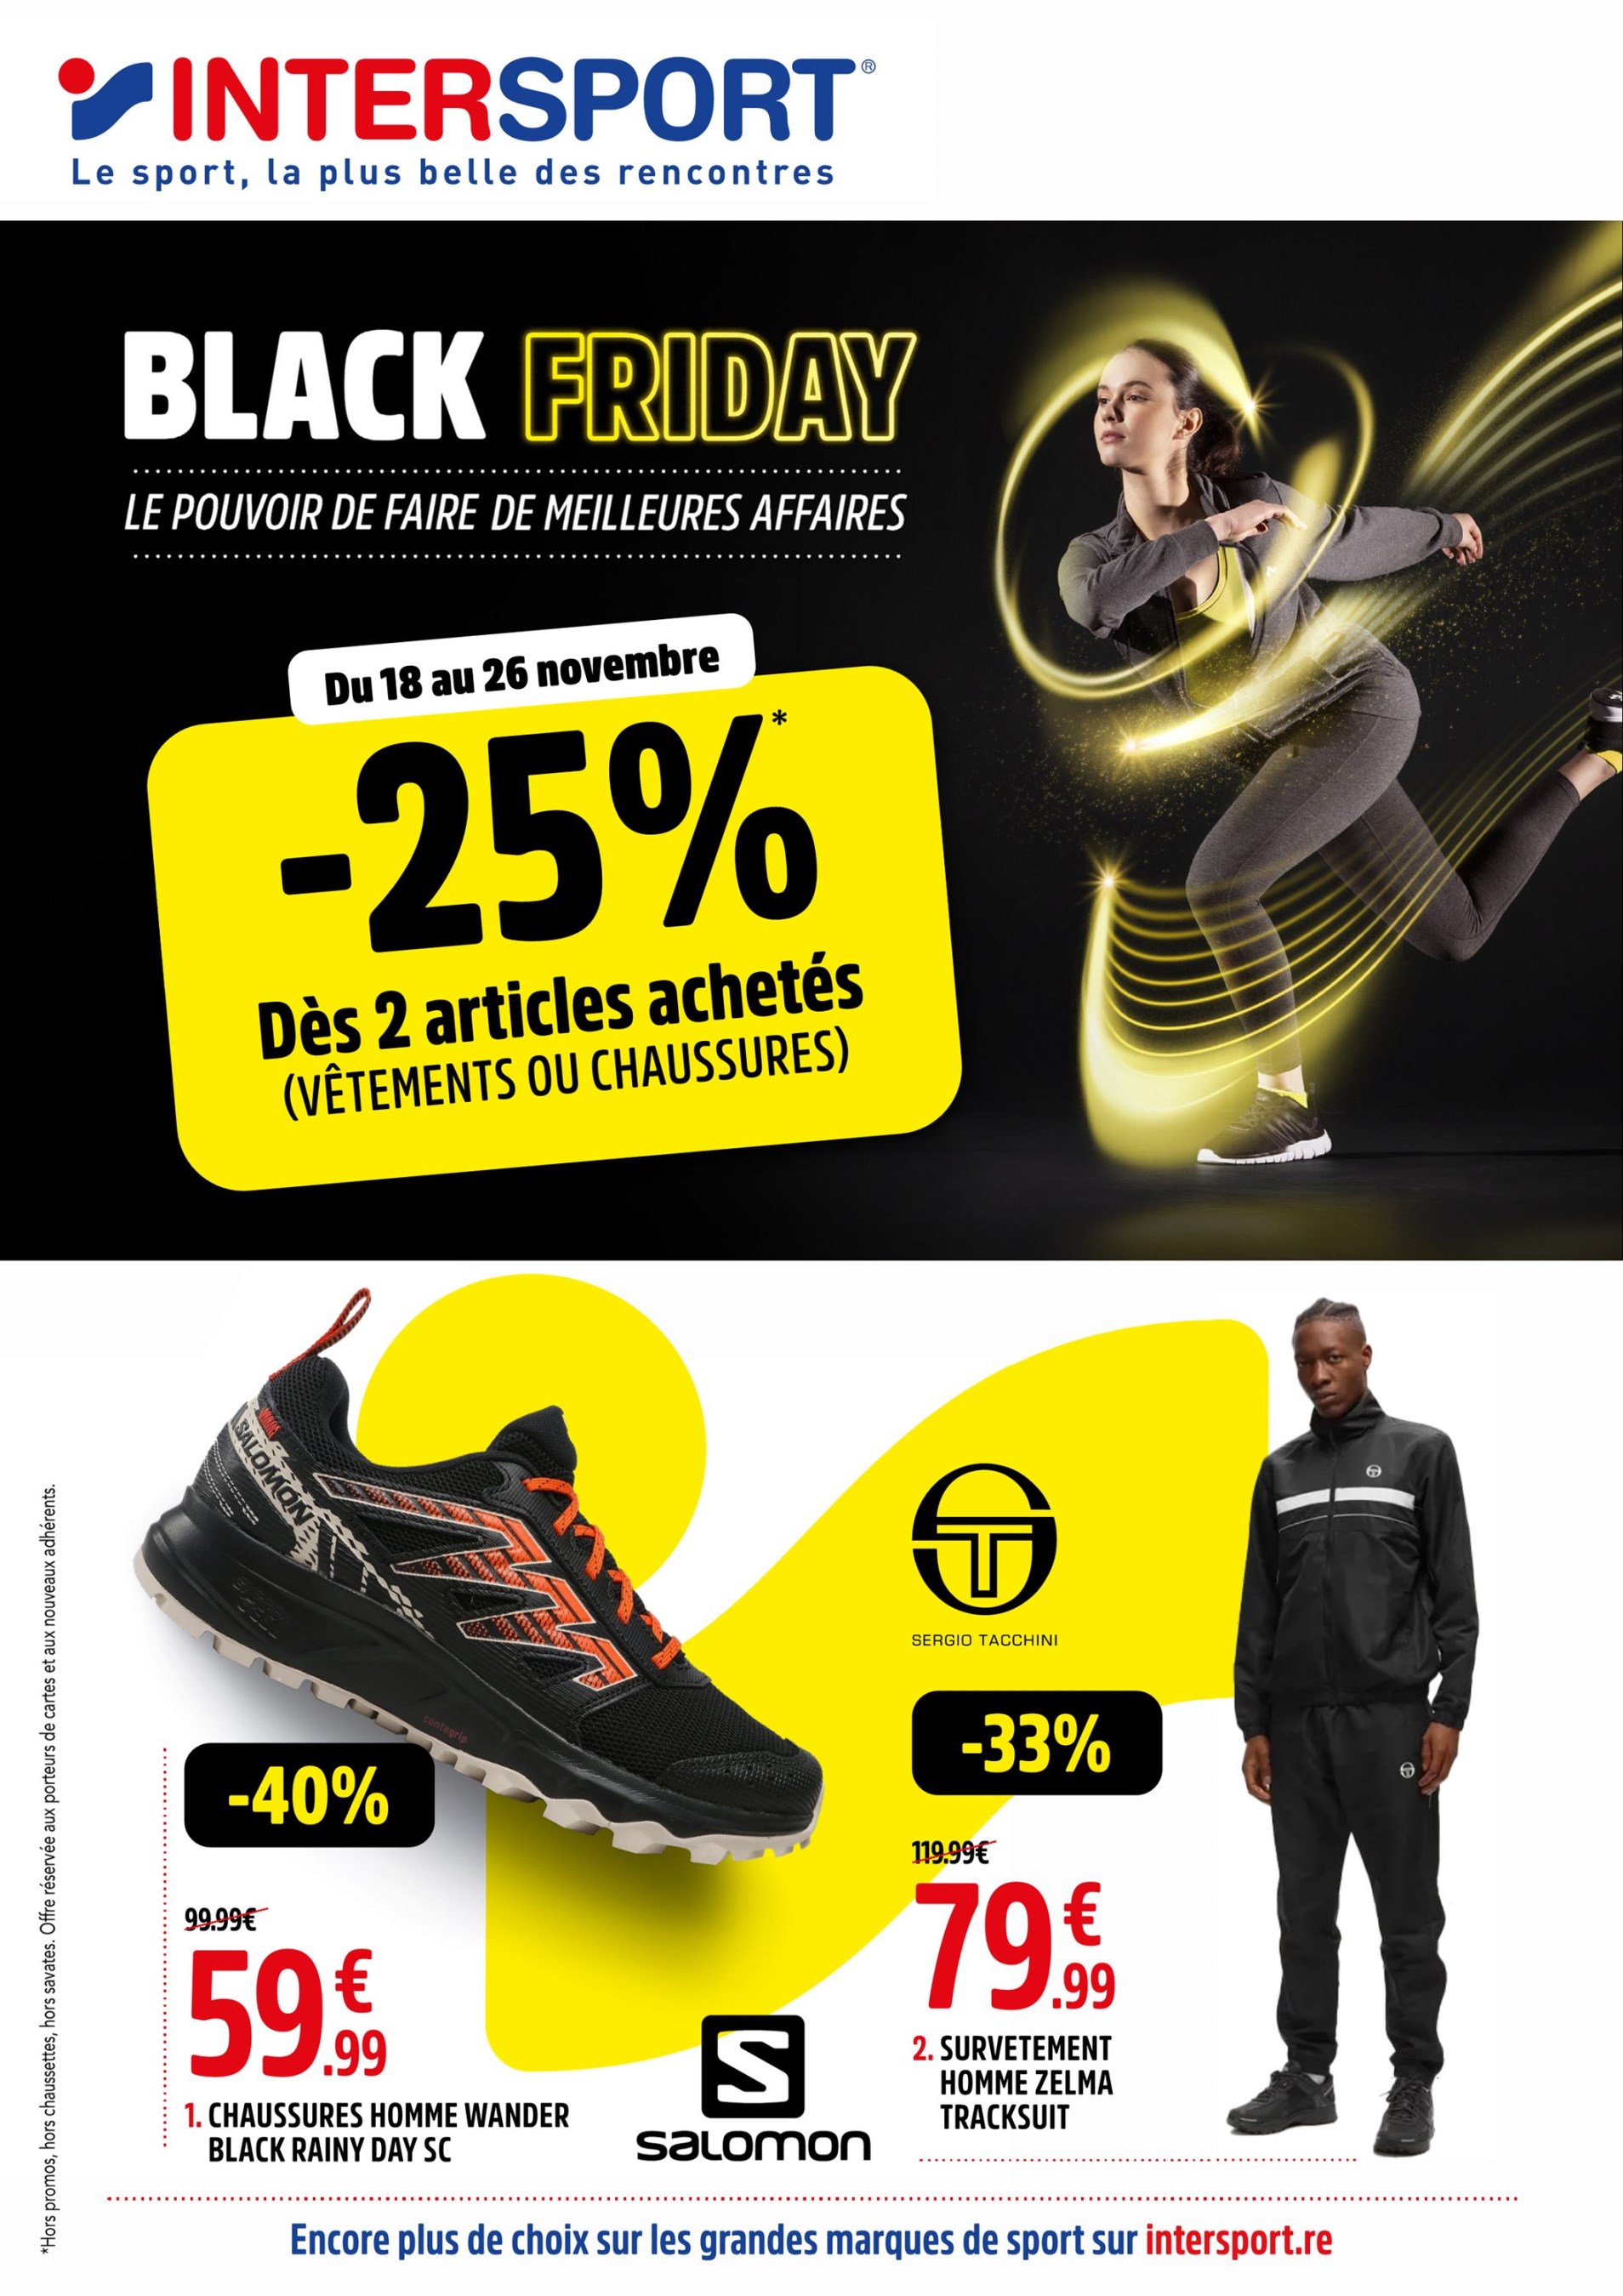 INTERSPORT®
Le sport, la plus belle des rencontres
BLACK FRIDAY
LE POUVOIR DE FAIRE DE MEILLEURES AFFAIRES
Du 18 au 26 novembre
-25%*
Dès 2 articles achetés
(VÊTEMENTS OU CHAUSSURES)
SALOMON
contagrip
-40%
99.99€
59€.99
1. CHAUSSURES HOMME WANDER
BLACK RAINY DAY SC
S
SALOMON
SERGIO TACCHINI
-33%
119.99€
79€.99
2. SURVETEMENT
HOMME ZELMA
TRACKSUIT
*Hors promos, hors chaussettes, hors savates. Offre réservée aux porteurs de cartes et aux nouveaux adhérents.
Encore plus de choix sur les grandes marques de sport sur intersport.re